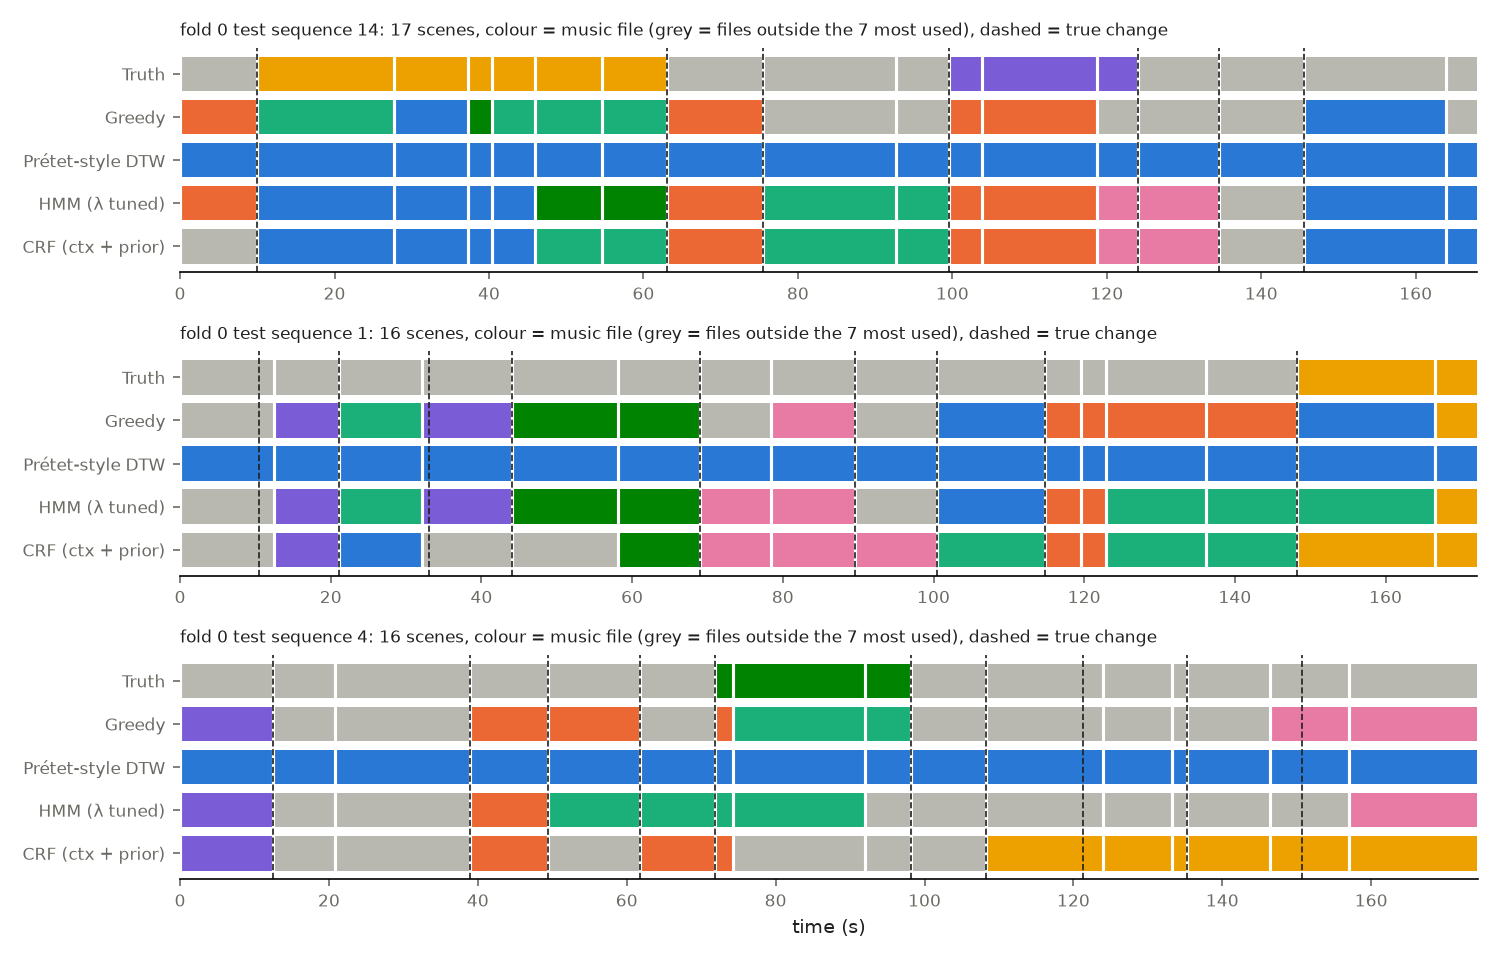 fold 0 test sequence 14: 17 scenes, colour = music file (grey = files outside the 7 most used), dashed = true change
Truth
Greedy
Prétet-style DTW
HMM (λ tuned)
CRF (ctx + prior)
0 20 40 60 80 100 120 140 160
fold 0 test sequence 1: 16 scenes, colour = music file (grey = files outside the 7 most used), dashed = true change
Truth
Greedy
Prétet-style DTW
HMM (λ tuned)
CRF (ctx + prior)
0 20 40 60 80 100 120 140 160
fold 0 test sequence 4: 16 scenes, colour = music file (grey = files outside the 7 most used), dashed = true change
Truth
Greedy
Prétet-style DTW
HMM (λ tuned)
CRF (ctx + prior)
0 20 40 60 80 100 120 140 160
time (s)